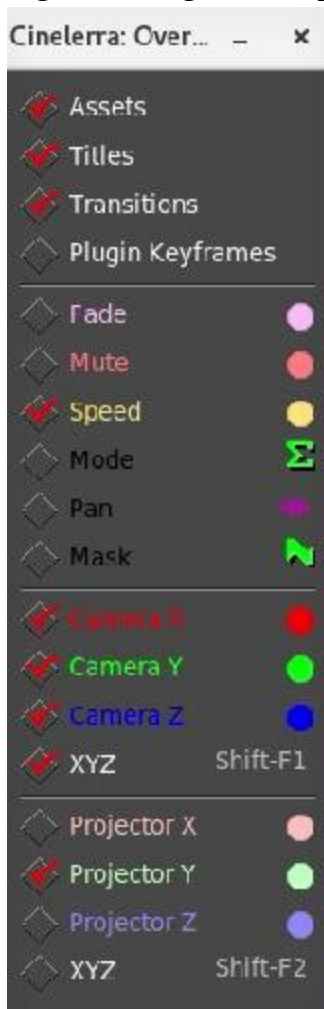 Cinelerra: Over...
Assets
Titles
Transitions
Plugin Keyframes
Fade
Mute
Speed
Mode
Pan
Mask
Camera X
Camera Y
Camera Z
XYZ Shift-F1
Projector X
Projector Y
Projector Z
XYZ Shift-F2